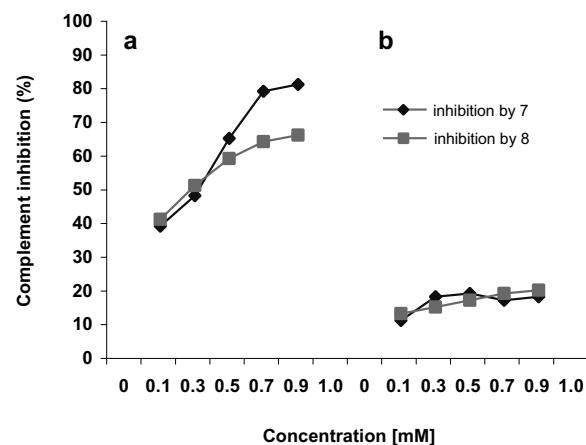 a
b
100
90
80
70
60
50
40
30
20
10
0
Complement inhibition (%)
inhibition by 7
inhibition by 8
0 0.1 0.3 0.5 0.7 0.9 1.0 0 0.1 0.3 0.5 0.7 0.9 1.0
Concentration [mM]